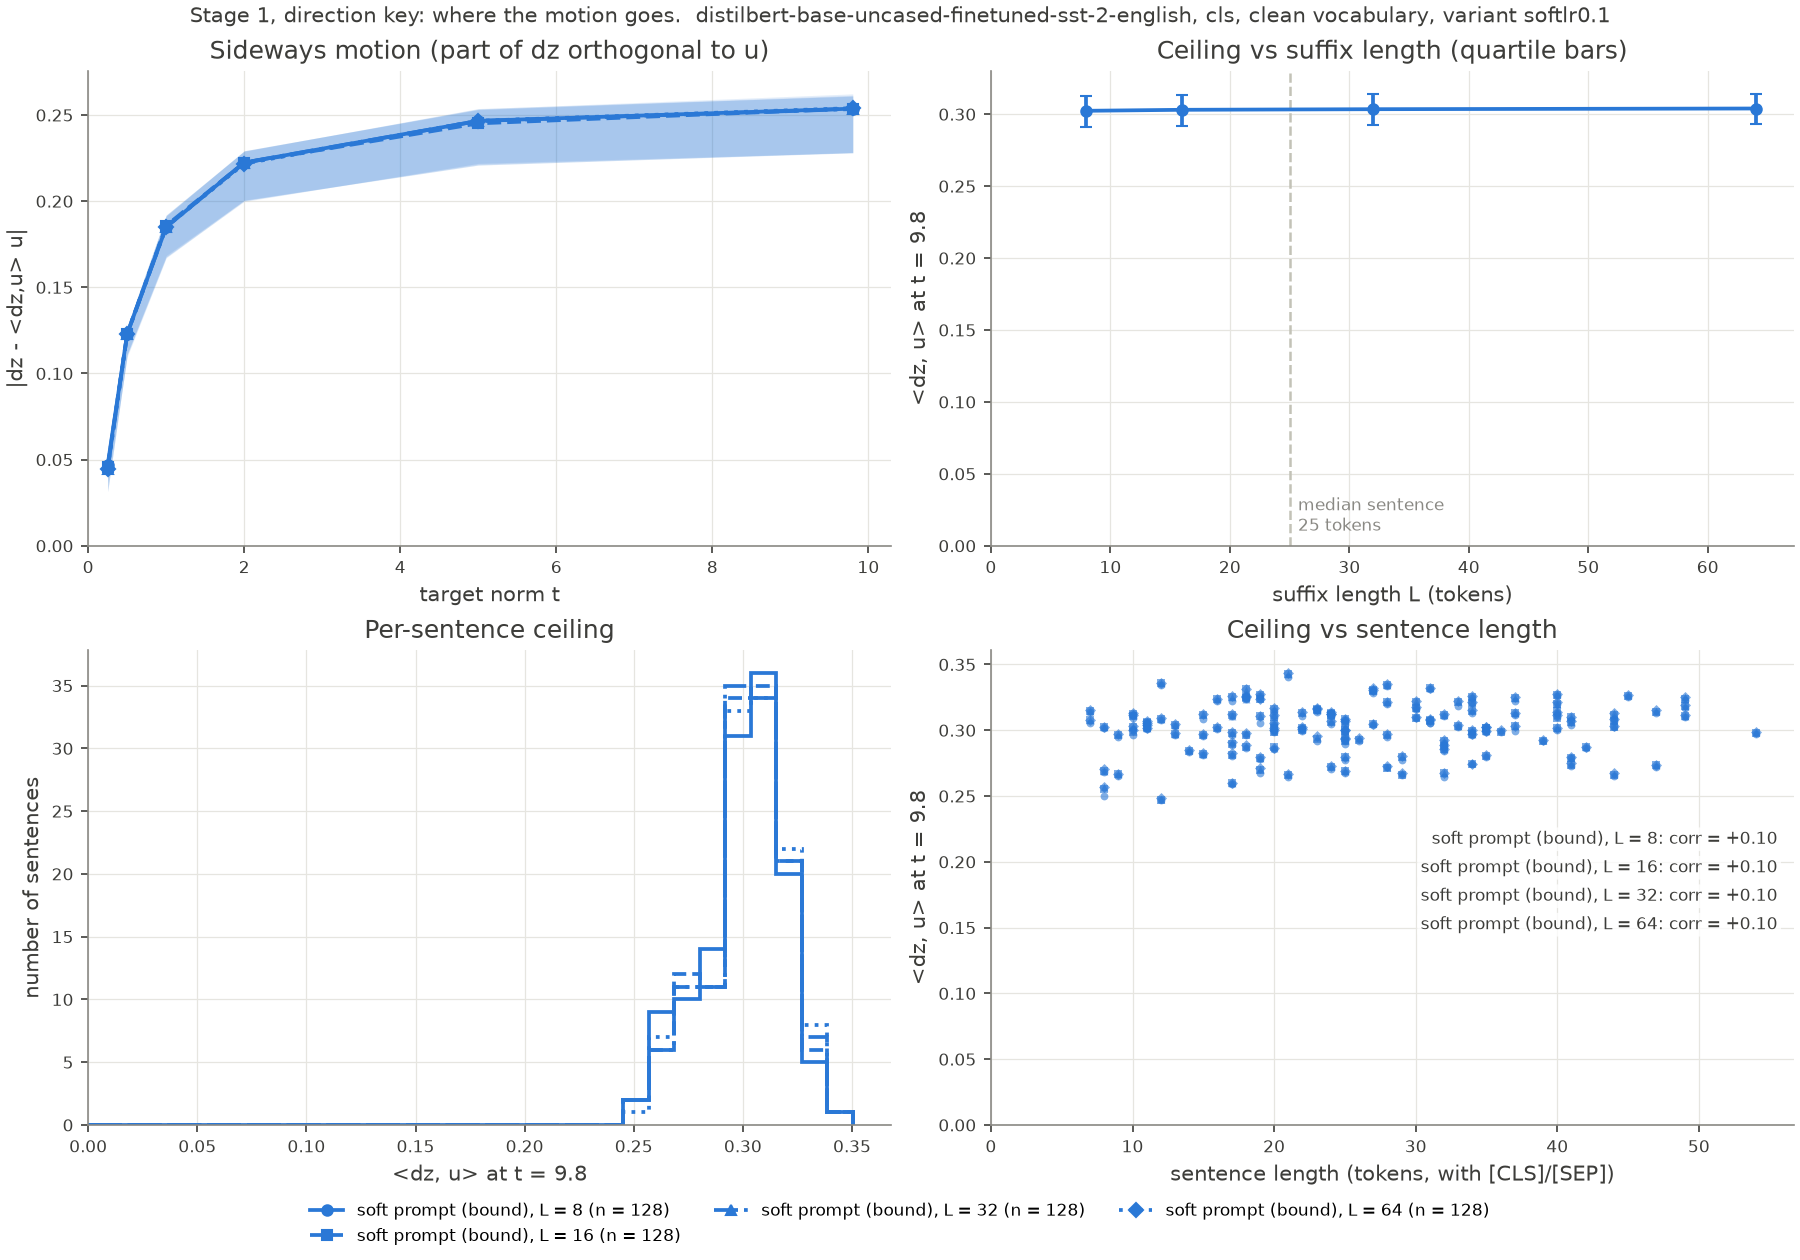 Stage 1, direction key: where the motion goes.  distilbert-base-uncased-finetuned-sst-2-english, cls, clean vocabulary, variant softlr0.1
Sideways motion (part of dz orthogonal to u)
|dz - <dz,u> u|
0.25
0.20
0.15
0.10
0.05
0.00
0 2 4 6 8 10
target norm t
Ceiling vs suffix length (quartile bars)
<dz, u> at t = 9.8
0.30
0.25
0.20
0.15
0.10
0.05
0.00
median sentence
25 tokens
0 10 20 30 40 50 60
suffix length L (tokens)
Per-sentence ceiling
number of sentences
35
30
25
20
15
10
5
0
0.00 0.05 0.10 0.15 0.20 0.25 0.30 0.35
<dz, u> at t = 9.8
Ceiling vs sentence length
<dz, u> at t = 9.8
0.35
0.30
0.25
0.20
0.15
0.10
0.05
0.00
soft prompt (bound), L = 8: corr = +0.10
soft prompt (bound), L = 16: corr = +0.10
soft prompt (bound), L = 32: corr = +0.10
soft prompt (bound), L = 64: corr = +0.10
0 10 20 30 40 50
sentence length (tokens, with [CLS]/[SEP])
soft prompt (bound), L = 8 (n = 128)
soft prompt (bound), L = 16 (n = 128)
soft prompt (bound), L = 32 (n = 128)
soft prompt (bound), L = 64 (n = 128)